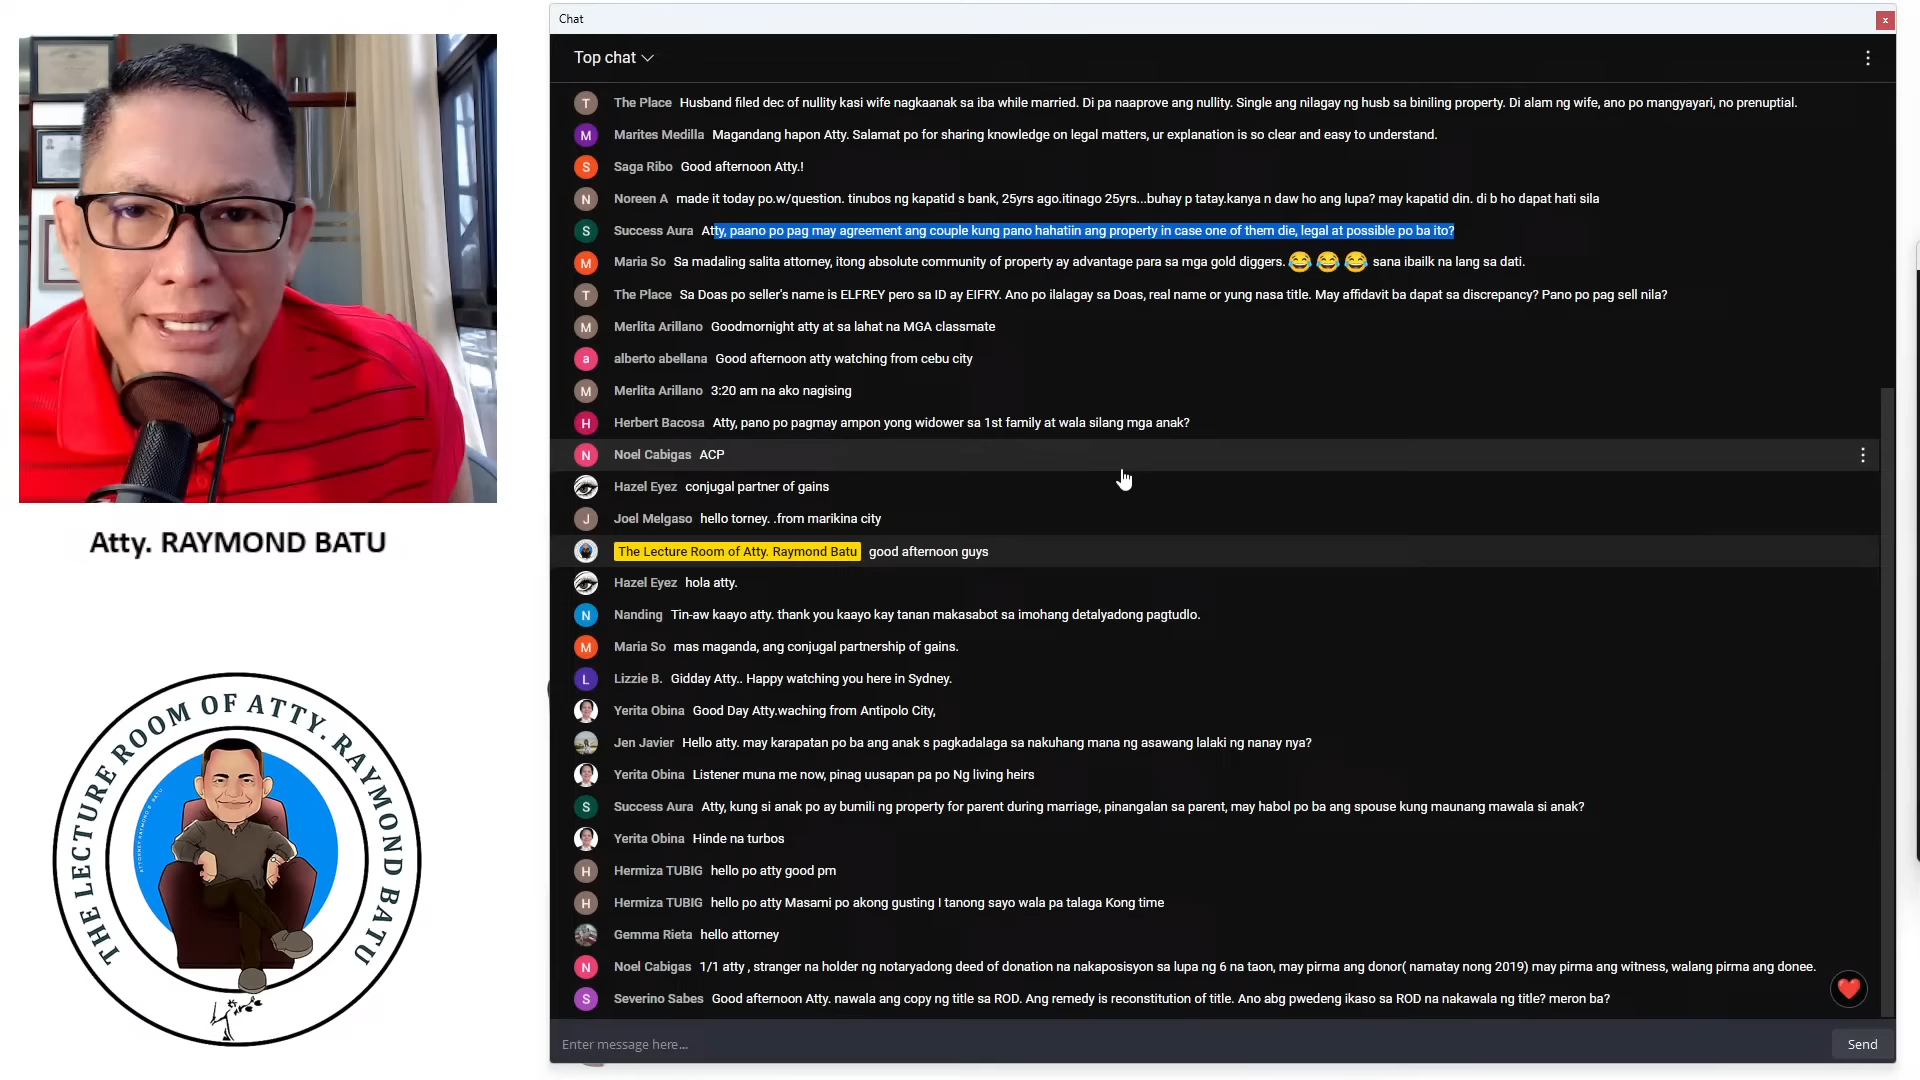 Chat
x
Top chat
T The Place Husband filed dec of nullity kasi wife nagkaanak sa iba while married. Di pa naaprove ang nullity. Single ang nilagay ng husb sa biniling property. Di alam ng wife, ano po mangyayari, no prenuptial.
M Marites Medilla Magandang hapon Atty. Salamat po for sharing knowledge on legal matters, ur explanation is so clear and easy to understand.
S Saga Ribo Good afternoon Atty.!
N Noreen A made it today po.w/question. tinubos ng kapatid s bank, 25yrs ago.itinago 25yrs...buhay p tatay.kanya n daw ho ang lupa? may kapatid din. di b ho dapat hati sila
S Success Aura Atty, paano po pag may agreement ang couple kung pano hahatiin ang property in case one of them die, legal at possible po ba ito?
M Maria So Sa madaling salita attorney, itong absolute community of property ay advantage para sa mga gold diggers. 😂 😂 😂 sana ibailk na lang sa dati.
T The Place Sa Doas po seller's name is ELFREY pero sa ID ay EIFRY. Ano po ilalagay sa Doas, real name or yung nasa title. May affidavit ba dapat sa discrepancy? Pano po pag sell nila?
M Merlita Arillano Goodmornight atty at sa lahat na MGA classmate
a alberto abellana Good afternoon atty watching from cebu city
M Merlita Arillano 3:20 am na ako nagising
H Herbert Bacosa Atty, pano po pagmay ampon yong widower sa 1st family at wala silang mga anak?
N Noel Cabigas ACP
Hazel Eyez conjugal partner of gains
J Joel Melgaso hello torney. .from marikina city
The Lecture Room of Atty. Raymond Batu good afternoon guys
Hazel Eyez hola atty.
N Nanding Tin-aw kaayo atty. thank you kaayo kay tanan makasabot sa imohang detalyadong pagtudlo.
M Maria So mas maganda, ang conjugal partnership of gains.
L Lizzie B. Gidday Atty.. Happy watching you here in Sydney.
Yerita Obina Good Day Atty.waching from Antipolo City,
Jen Javier Hello atty. may karapatan po ba ang anak s pagkadalaga sa nakuhang mana ng asawang lalaki ng nanay nya?
Yerita Obina Listener muna me now, pinag uusapan pa po Ng living heirs
S Success Aura Atty, kung si anak po ay bumili ng property for parent during marriage, pinangalan sa parent, may habol po ba ang spouse kung maunang mawala si anak?
Yerita Obina Hinde na turbos
H Hermiza TUBIG hello po atty good pm
H Hermiza TUBIG hello po atty Masami po akong gusting I tanong sayo wala pa talaga Kong time
Gemma Rieta hello attorney
N Noel Cabigas 1/1 atty , stranger na holder ng notaryadong deed of donation na nakaposisyon sa lupa ng 6 na taon, may pirma ang donor( namatay nong 2019) may pirma ang witness, walang pirma ang donee.
S Severino Sabes Good afternoon Atty. nawala ang copy ng title sa ROD. Ang remedy is reconstitution of title. Ano abg pwedeng ikaso sa ROD na nakawala ng title? meron ba?
Enter message here...
Send
Atty. RAYMOND BATU
THE LECTURE ROOM OF ATTY. RAYMOND BATU
ATTORNEY RAYMOND B. BATU